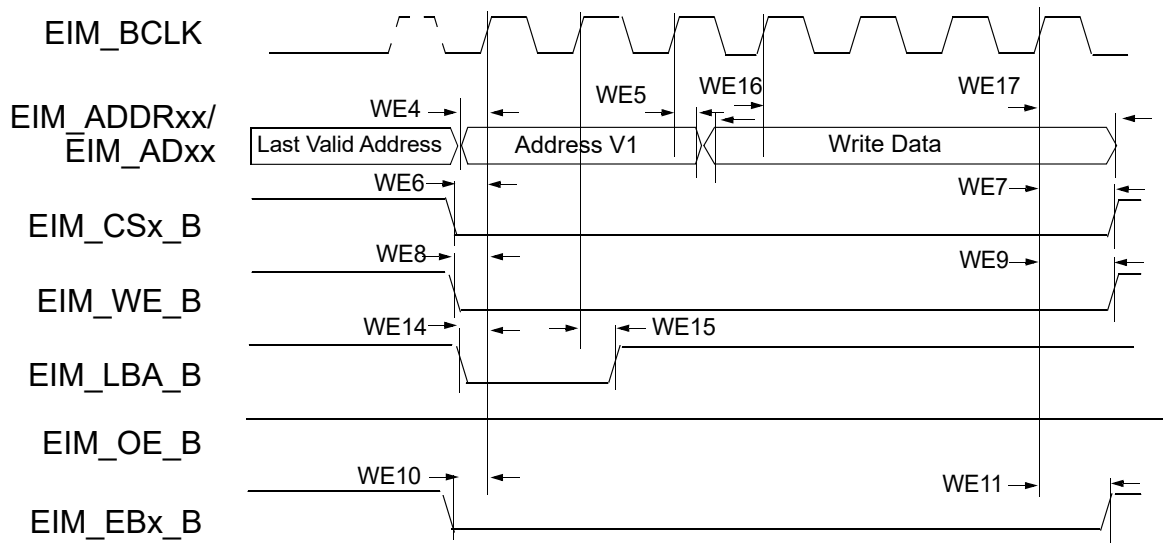 EIM_BCLK
WE4
WE5
WE16
WE17
EIM_ADDRxx/
EIM_ADxx
Last Valid Address
Address V1
Write Data
WE6
WE7
EIM_CSx_B
WE8
WE9
EIM_WE_B
WE14
WE15
EIM_LBA_B
EIM_OE_B
WE10
WE11
EIM_EBx_B